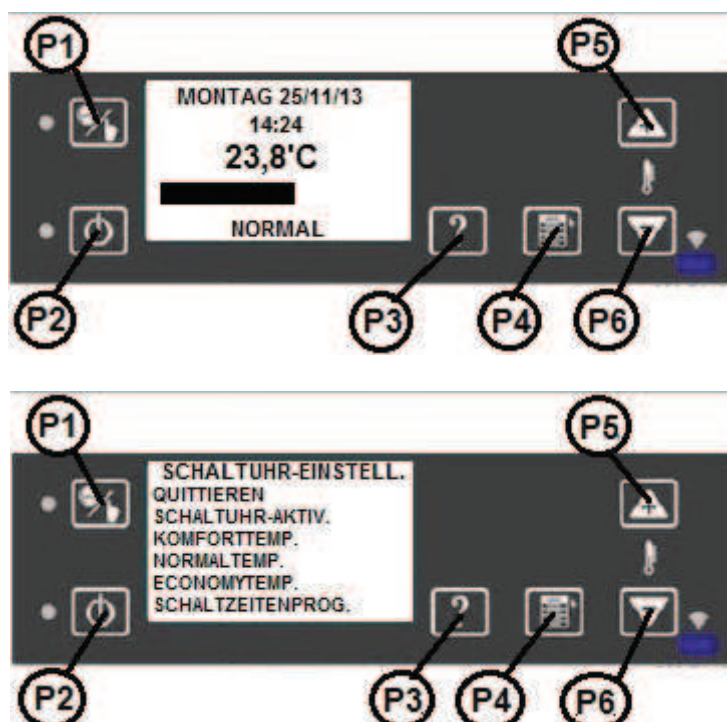 P1
P5
MONTAG 25/11/13
14:24
23,8'C
NORMAL
?
P2
P3
P4
P6
P1
P5
SCHALTUHR-EINSTELL.
QUITTIEREN
SCHALTUHR-AKTIV.
KOMFORTTEMP.
NORMALTEMP.
ECONOMYTEMP.
SCHALTZEITENPROG.
?
P2
P3
P4
P6